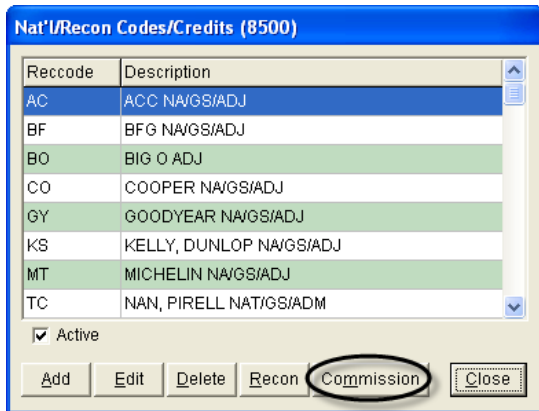 Nat'l/Recon Codes/Credits (8500)
Reccode Description
AC ACC NA/GS/ADJ
BF BFG NA/GS/ADJ
BO BIG O ADJ
CO COOPER NA/GS/ADJ
GY GOODYEAR NA/GS/ADJ
KS KELLY, DUNLOP NA/GS/ADJ
MT MICHELIN NA/GS/ADJ
TC NAN, PIRELL NAT/GS/ADM
Active
Add Edit Delete Recon Commission Close